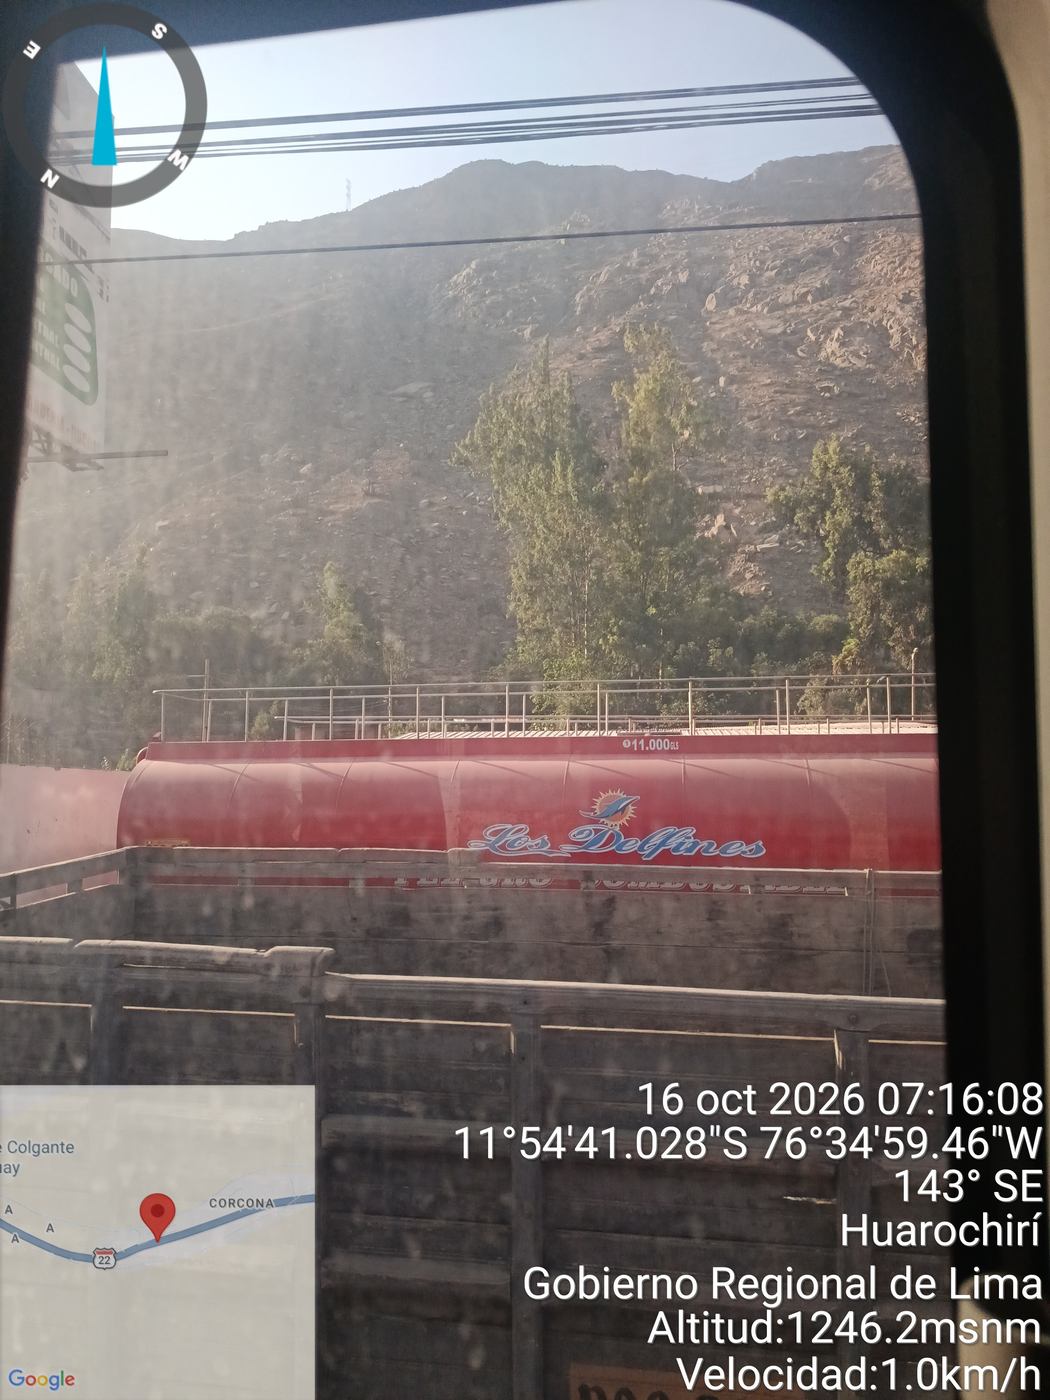 S
E
W
N
11.000GLS
Los Delfines
16 oct 2026 07:16:08
11°54'41.028"S 76°34'59.46"W
143° SE
Huarochirí
Gobierno Regional de Lima
Altitud:1246.2msnm
Velocidad:1.0km/h
Colgante
CORCONA
A
A
A
22
Google